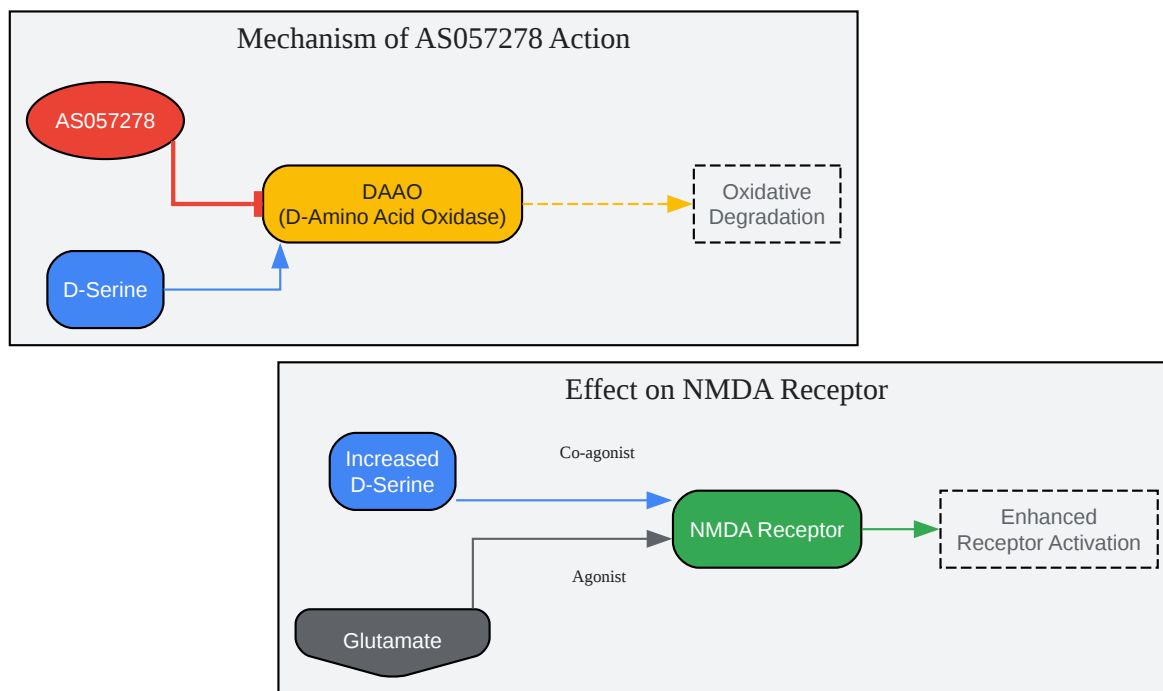 Mechanism of AS057278 Action
AS057278
DAAO
(D-Amino Acid Oxidase)
Oxidative
Degradation
D-Serine
Effect on NMDA Receptor
Increased
D-Serine
Co-agonist
NMDA Receptor
Enhanced
Receptor Activation
Agonist
Glutamate